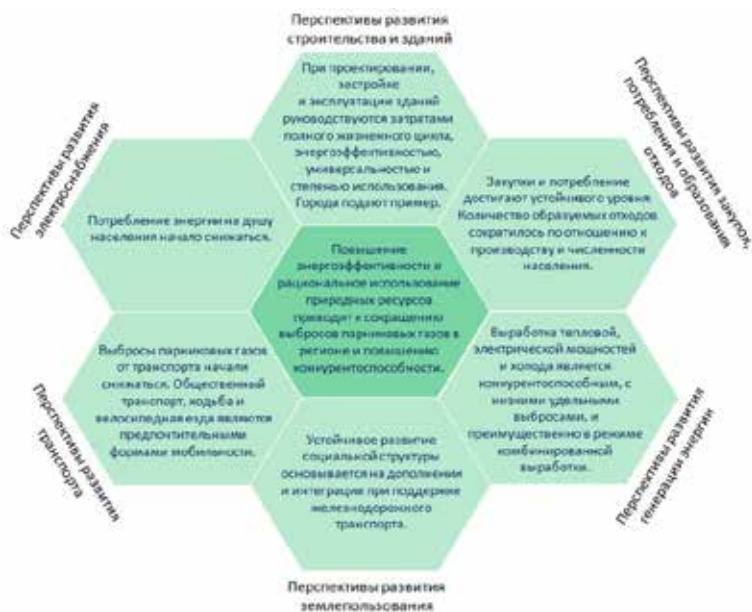 Перспективы развития
строительства и зданий
При проектировании,
застройке
и эксплуатации зданий
руководствуются затратами
полного жизненного цикла,
энергоэффективностью,
универсальностью и
степенью использования.
Города подают пример.
Перспективы развития закупок,
потребления и образования
отходов
Закупки и потребление
достигают устойчивого уровня.
Количество образуемых отходов
сократилось по отношению к
производству и численности
населения.
Перспективы развития
электроснабжения
Потребление энергии на душу
населения начало снижаться.
Повышение
энергоэффективности и
рациональное использование
природных ресурсов
приводят к сокращению
выбросов парниковых газов в
регионе и повышению
конкурентоспособности.
Выбросы парниковых газов
от транспорта начали
снижаться. Общественный
транспорт, ходьба и
велосипедная езда являются
предпочтительными
формами мобильности.
Перспективы развития
транспорта
Выработка тепловой,
электрической мощностей
и холода является
конкурентоспособным, с
низкими удельными
выбросами, и
преимущественно в режиме
комбинированной
выработки.
Перспективы развития
генерации энергии
Устойчивое развитие
социальной структуры
основывается на дополнении
и интеграции при поддержке
железнодорожного
транспорта.
Перспективы развития
землепользования